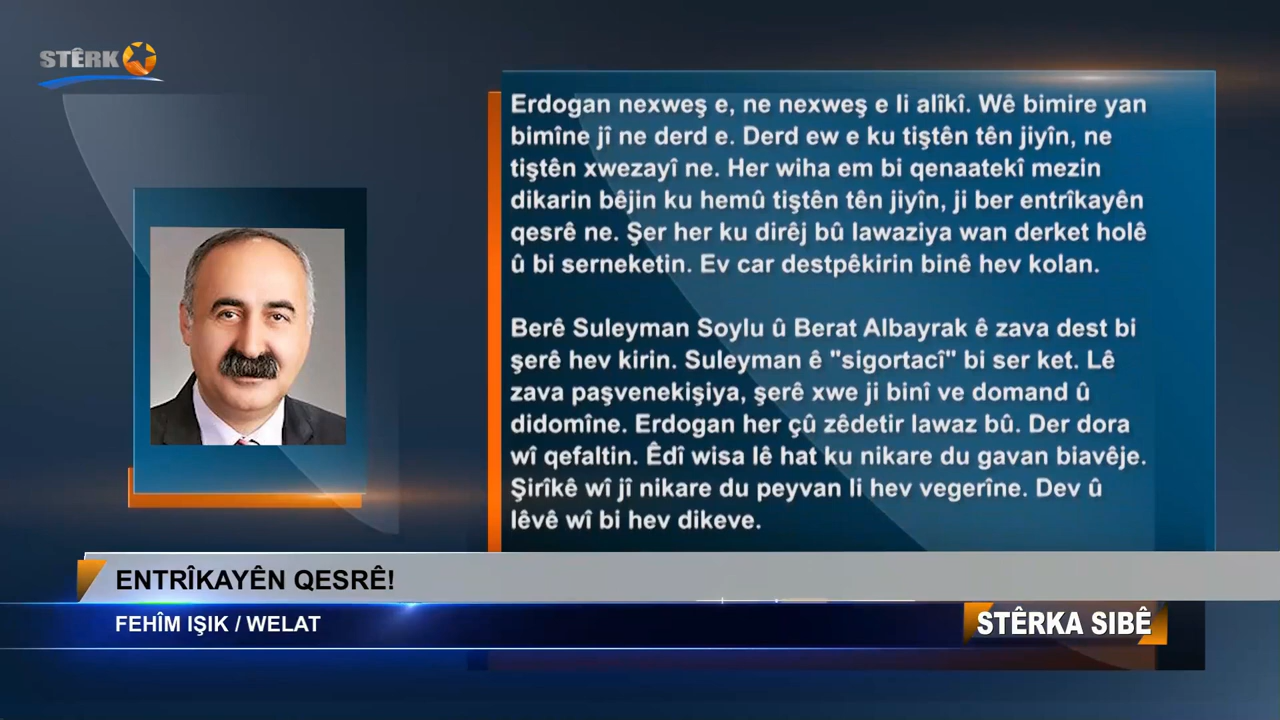 STÊRK
Erdogan nexweş e, ne nexweş e li alîkî. Wê bimire yan
bimîne jî ne derd e. Derd ew e ku tiştên tên jiyîn, ne
tiştên xwezayî ne. Her wiha em bi qenaatekî mezin
dikarin bêjin ku hemû tiştên tên jiyîn, ji ber entrîkayên
qesrê ne. Şer her ku dirêj bû lawaziya wan derket holê
û bi serneketin. Ev car destpêkirin binê hev kolan.
Berê Suleyman Soylu û Berat Albayrak ê zava dest bi
şerê hev kirin. Suleyman ê "sigortacî" bi ser ket. Lê
zava paşvenekişiya, şerê xwe ji binî ve domand û
didomîne. Erdogan her çû zêdetir lawaz bû. Der dora
wî qefaltin. Êdî wisa lê hat ku nikare du gavan biavêje.
Şirîkê wî jî nikare du peyvan li hev vegerîne. Dev û
lêvê wî bi hev dikeve.
ENTRÎKAYÊN QESRÊ!
FEHÎM IŞIK / WELAT
STÊRKA SIBÊ